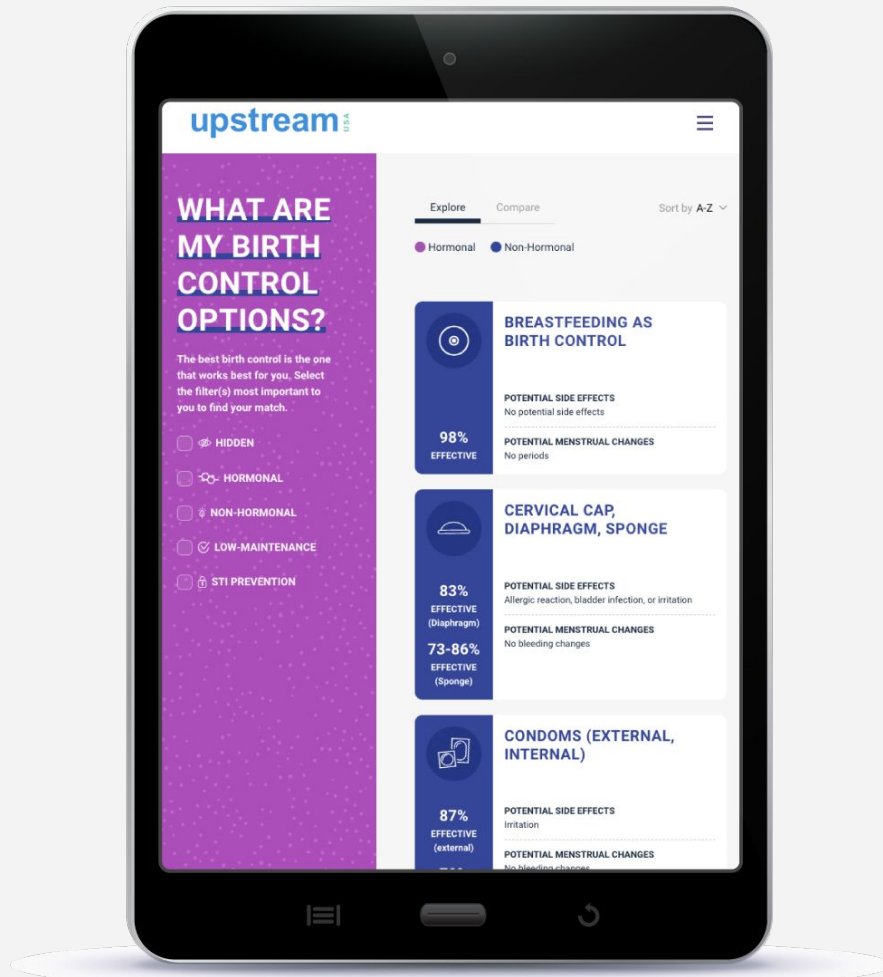 upstream USA
WHAT ARE
MY BIRTH
CONTROL
OPTIONS?
The best birth control is the one
that works best for you. Select
the filter(s) most important to
you to find your match.
HIDDEN
HORMONAL
NON-HORMONAL
LOW-MAINTENANCE
STI PREVENTION
Explore Compare Sort by A-Z
Hormonal Non-Hormonal
BREASTFEEDING AS
BIRTH CONTROL
POTENTIAL SIDE EFFECTS
No potential side effects
98%
EFFECTIVE
POTENTIAL MENSTRUAL CHANGES
No periods
CERVICAL CAP,
DIAPHRAGM, SPONGE
83%
EFFECTIVE
(Diaphragm)
73-86%
EFFECTIVE
(Sponge)
POTENTIAL SIDE EFFECTS
Allergic reaction, bladder infection, or irritation
POTENTIAL MENSTRUAL CHANGES
No bleeding changes
CONDOMS (EXTERNAL,
INTERNAL)
87%
EFFECTIVE
(external)
POTENTIAL SIDE EFFECTS
Irritation
POTENTIAL MENSTRUAL CHANGES
No bleeding changes